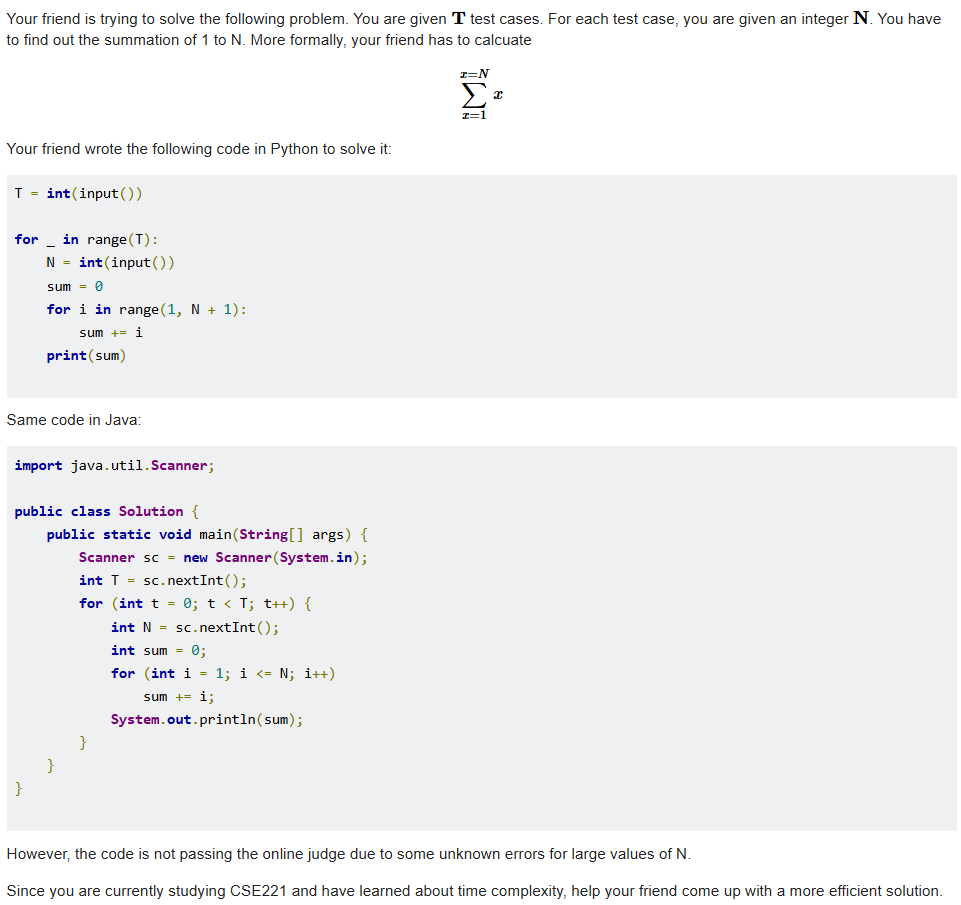 Your friend is trying to solve the following problem. You are given T test cases. For each test case, you are given an integer N. You have
to find out the summation of 1 to N. More formally, your friend has to calcuate
x=N
∑ x
x=1
Your friend wrote the following code in Python to solve it:
T = int(input())
for _ in range(T):
    N = int(input())
    sum = 0
    for i in range(1, N + 1):
        sum += i
    print(sum)
Same code in Java:
import java.util.Scanner;
public class Solution {
    public static void main(String[] args) {
        Scanner sc = new Scanner(System.in);
        int T = sc.nextInt();
        for (int t = 0; t < T; t++) {
            int N = sc.nextInt();
            int sum = 0;
            for (int i = 1; i <= N; i++)
                sum += i;
            System.out.println(sum);
        }
    }
}
However, the code is not passing the online judge due to some unknown errors for large values of N.
Since you are currently studying CSE221 and have learned about time complexity, help your friend come up with a more efficient solution.